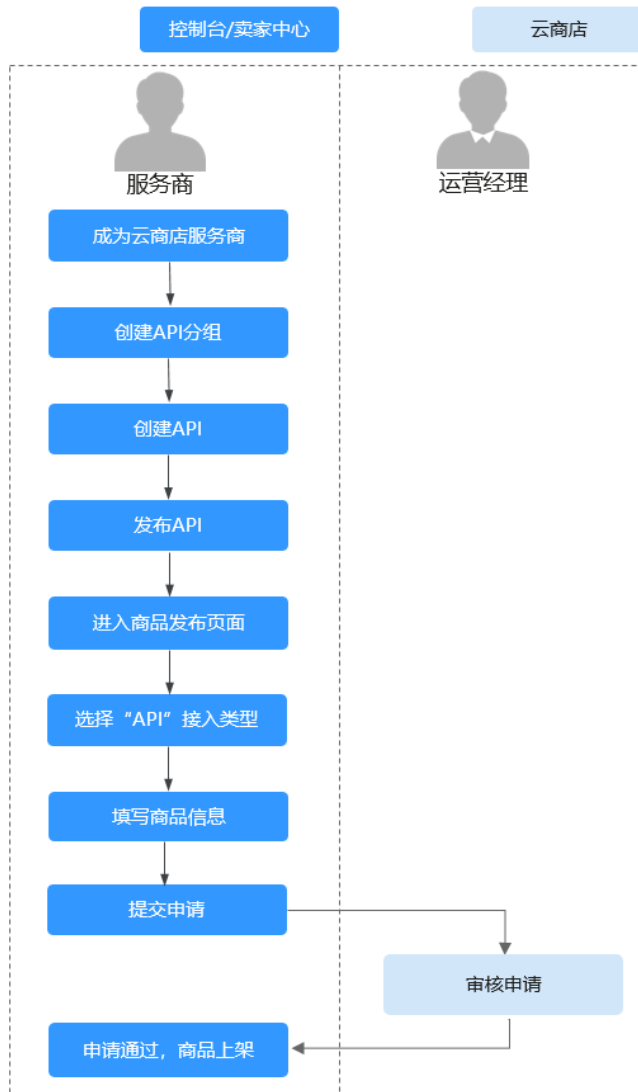 控制台/卖家中心
云商店
服务商
运营经理
成为云商店服务商
创建API分组
创建API
发布API
进入商品发布页面
选择“API”接入类型
填写商品信息
提交申请
审核申请
申请通过，商品上架